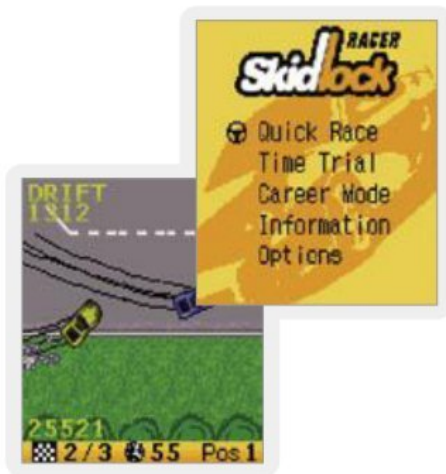 RACER
Skidlock
Quick Race
Time Trial
Career Mode
Information
Options
DRIFT
1312
25521
2/3 55 Pos 1